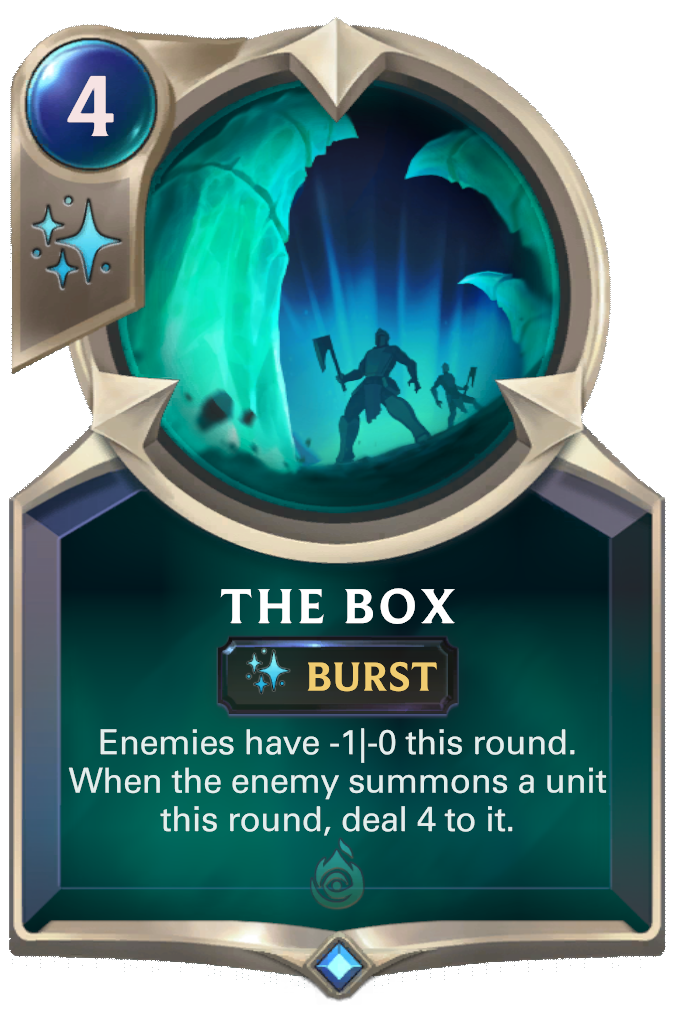 4
THE BOX
BURST
Enemies have -1|-0 this round.
When the enemy summons a unit
this round, deal 4 to it.